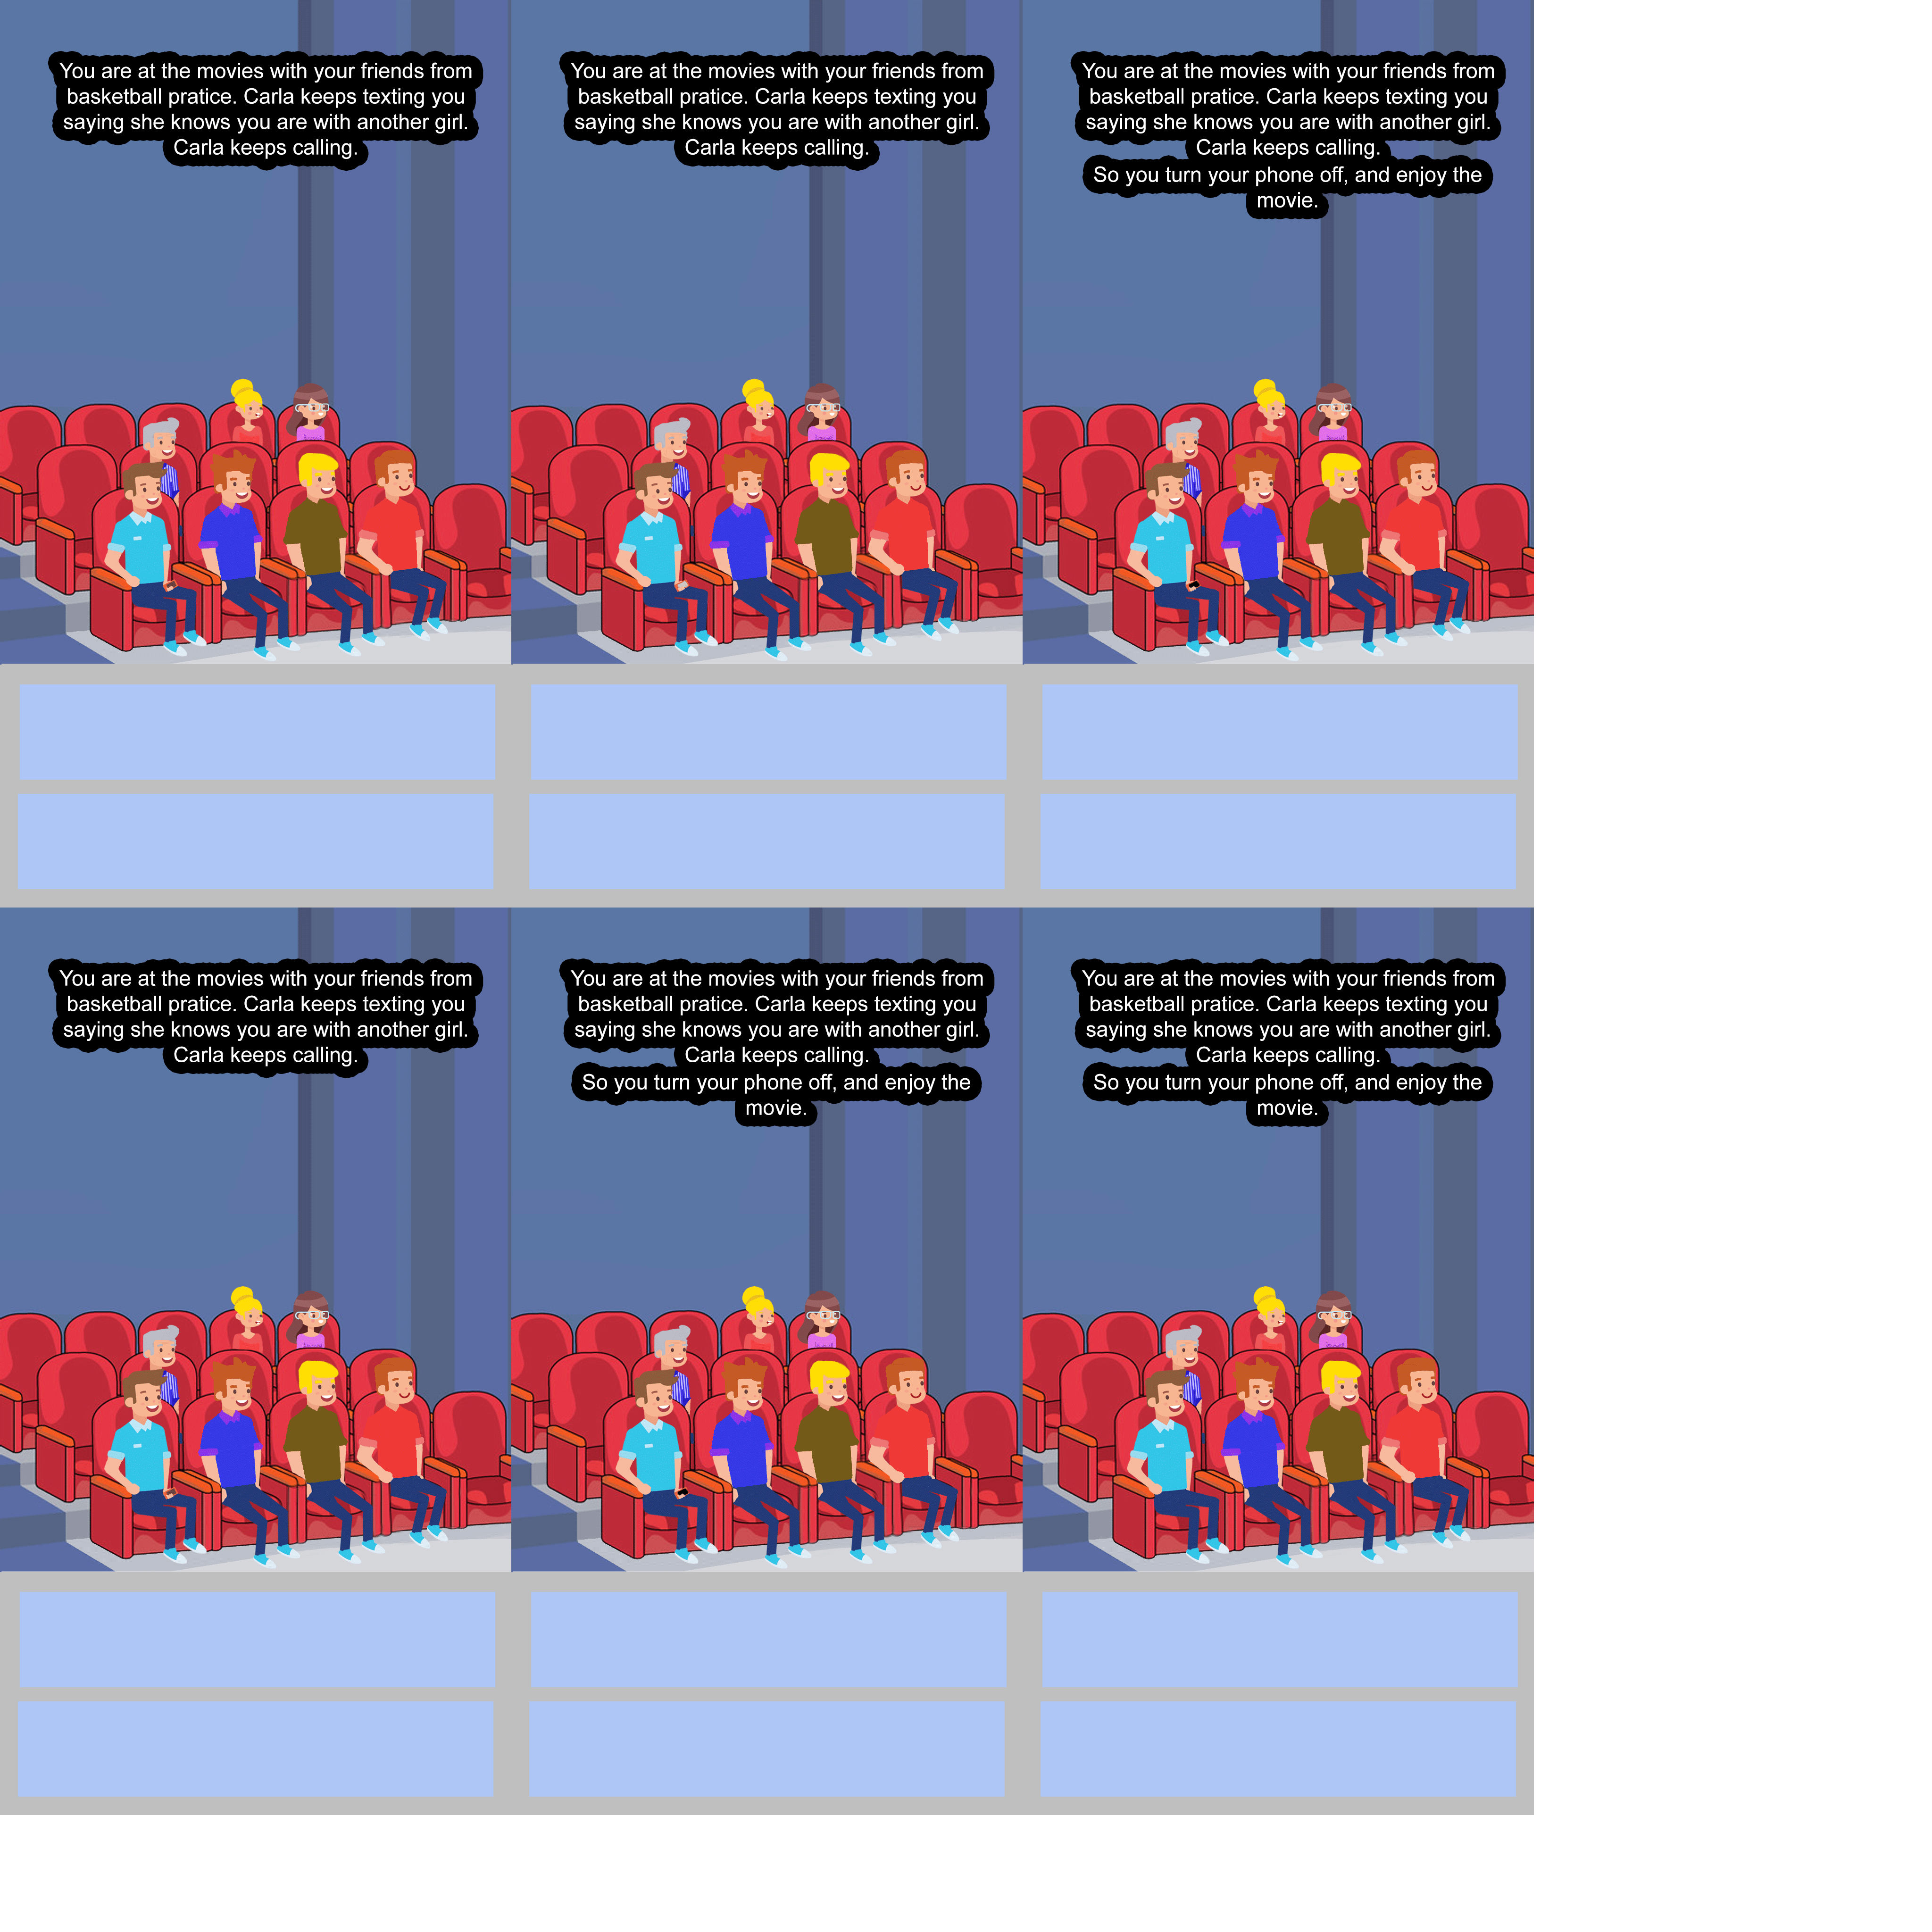 You are at the movies with your friends from
basketball pratice. Carla keeps texting you
saying she knows you are with another girl.
Carla keeps calling.
You are at the movies with your friends from
basketball pratice. Carla keeps texting you
saying she knows you are with another girl.
Carla keeps calling.
You are at the movies with your friends from
basketball pratice. Carla keeps texting you
saying she knows you are with another girl.
Carla keeps calling.
So you turn your phone off, and enjoy the
movie.
You are at the movies with your friends from
basketball pratice. Carla keeps texting you
saying she knows you are with another girl.
Carla keeps calling.
You are at the movies with your friends from
basketball pratice. Carla keeps texting you
saying she knows you are with another girl.
Carla keeps calling.
So you turn your phone off, and enjoy the
movie.
You are at the movies with your friends from
basketball pratice. Carla keeps texting you
saying she knows you are with another girl.
Carla keeps calling.
So you turn your phone off, and enjoy the
movie.